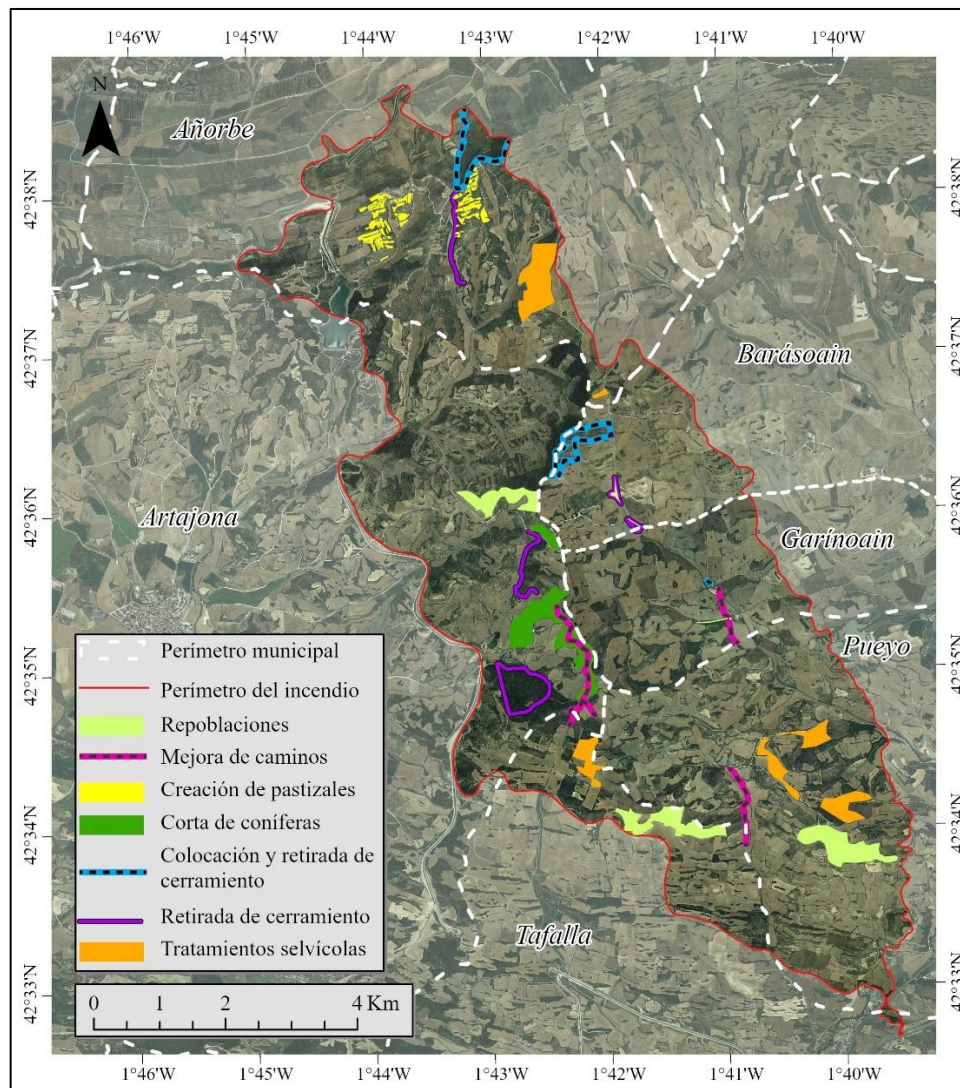 1°46'W 1°45'W 1°44'W 1°43'W 1°42'W 1°41'W 1°40'W
N
Añorbe
42°38'N 42°38'N
42°37'N 42°37'N
Barásoain
42°36'N 42°36'N
Artajona
Garínoain
42°35'N 42°35'N
Pueyo
Perímetro municipal
Perímetro del incendio
Repoblaciones
Mejora de caminos
Creación de pastizales
Corta de coníferas
Colocación y retirada de
cerramiento
Retirada de cerramiento
Tratamientos selvícolas
42°34'N 42°34'N
Tafalla
42°33'N 42°33'N
0 1 2 4 Km
1°46'W 1°45'W 1°44'W 1°43'W 1°42'W 1°41'W 1°40'W